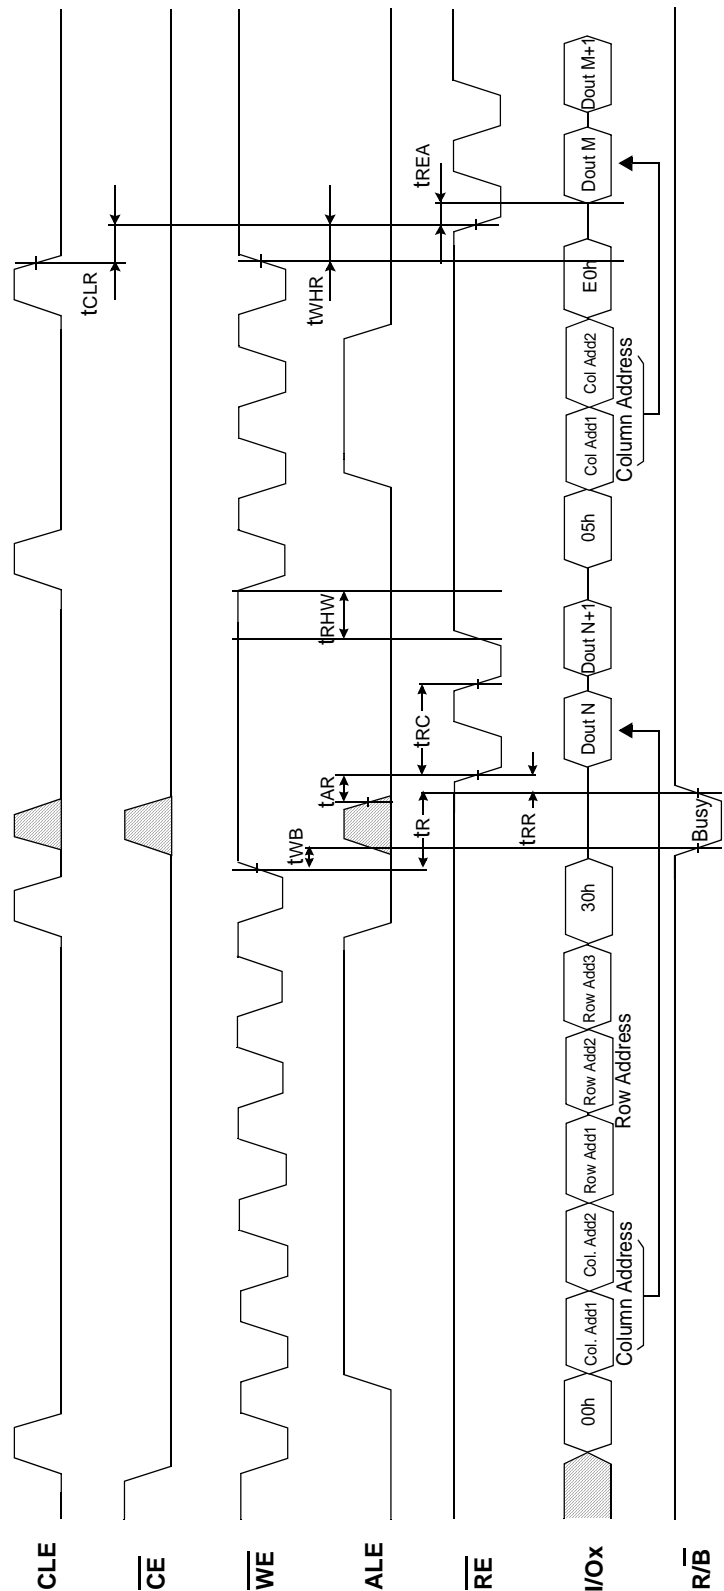 CLE
tCLR
CE
WE
tWB
tRHW
tWHR
ALE
tAR
RE
tR
tRC
tREA
tRR
I/Ox
00h
Col. Add1
Col. Add2
Row Add1
Row Add2
Row Add3
30h
Dout N
Dout N+1
05h
Col Add1
Col Add2
E0h
Dout M
Dout M+1
Column Address
Row Address
Column Address
R/B
Busy